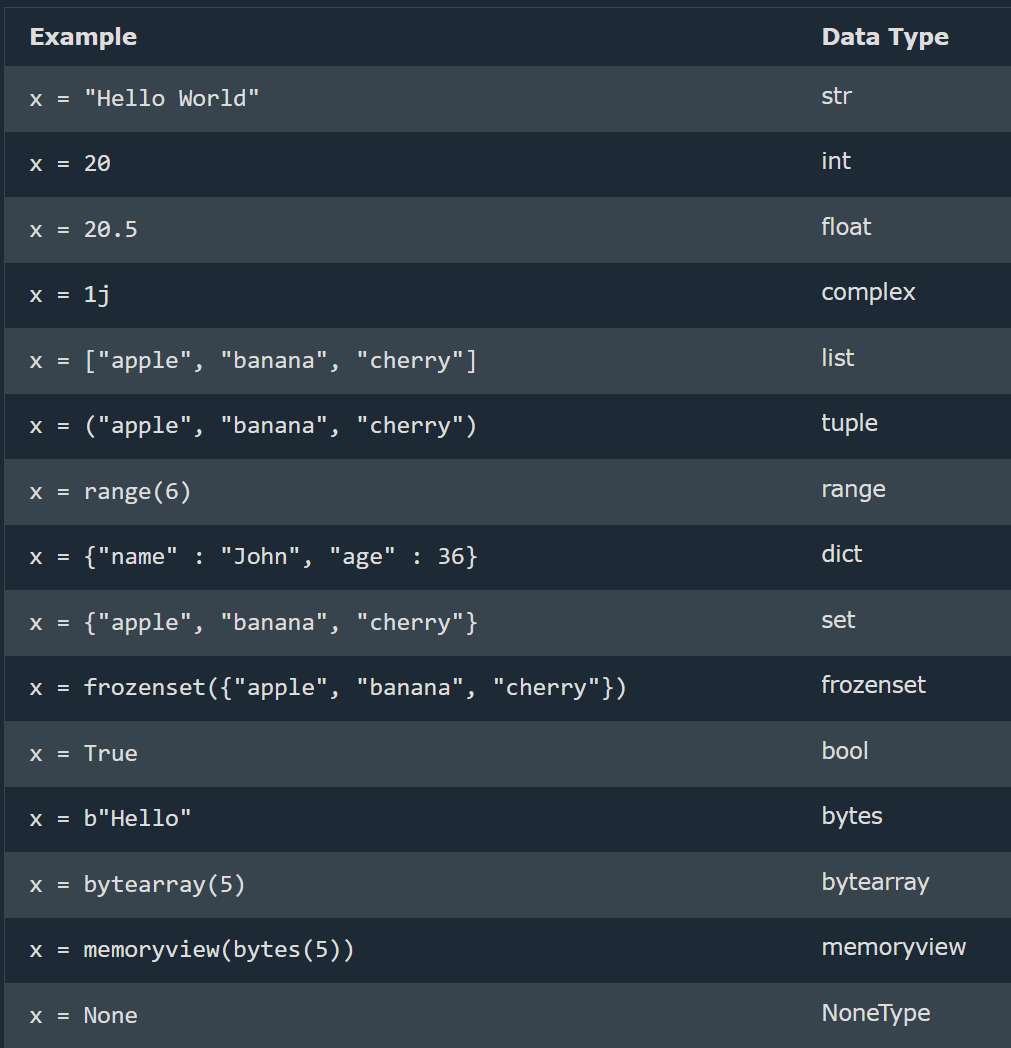 Example Data Type
x = "Hello World" str
x = 20 int
x = 20.5 float
x = 1j complex
x = ["apple", "banana", "cherry"] list
x = ("apple", "banana", "cherry") tuple
x = range(6) range
x = {"name" : "John", "age" : 36} dict
x = {"apple", "banana", "cherry"} set
x = frozenset({"apple", "banana", "cherry"}) frozenset
x = True bool
x = b"Hello" bytes
x = bytearray(5) bytearray
x = memoryview(bytes(5)) memoryview
x = None NoneType